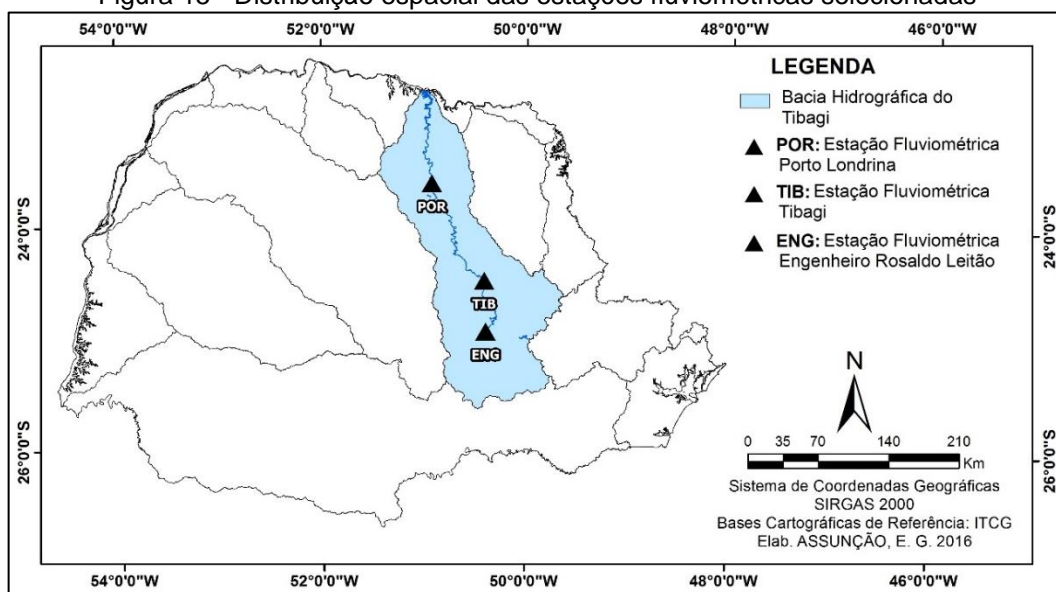 Figura 18 - Distribuição espacial das estações fluviométricas selecionadas
54°0'0"W 52°0'0"W 50°0'0"W 48°0'0"W 46°0'0"W
LEGENDA
Bacia Hidrográfica do
Tibagi
POR: Estação Fluviométrica
Porto Londrina
TIB: Estação Fluviométrica
Tibagi
ENG: Estação Fluviométrica
Engenheiro Rosaldo Leitão
POR
TIB
ENG
24°0'0"S
24°0'0"S
26°0'0"S
26°0'0"S
N
0 35 70 140 210
Km
Sistema de Coordenadas Geográficas
SIRGAS 2000
Bases Cartográficas de Referência: ITCG
Elab. ASSUNÇÃO, E. G. 2016
54°0'0"W 52°0'0"W 50°0'0"W 48°0'0"W 46°0'0"W